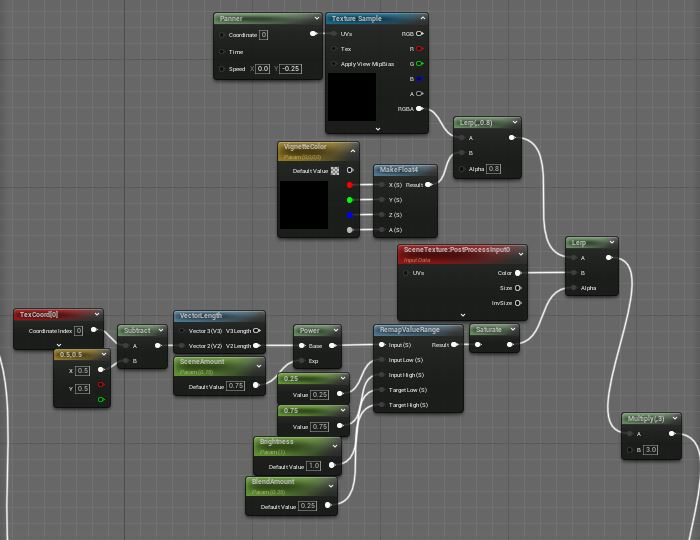 Panner
Coordinate 0
Time
Speed X 0.0 Y -0.25
Texture Sample
UVs RGB
Tex R
Apply View MipBias G
B
A
RGBA
Lerp(,,0.8)
A
B
Alpha 0.8
VignetteColor
Param (0,0,0,0)
Default Value
MakeFloat4
X (S) Result
Y (S)
Z (S)
A (S)
SceneTexture:PostProcessInput0
Input Data
UVs Color
Size
InvSize
Lerp
A
B
Alpha
TexCoord[0]
Coordinate Index 0
0.5,0.5
X 0.5
Y 0.5
Subtract
A
B
VectorLength
Vector 3 (V3) V3Length
Vector 2 (V2) V2Length
SceneAmount
Param (0.75)
Default Value 0.75
Power
Base
Exp
0.25
Value 0.25
0.75
Value 0.75
Brightness
Param (1)
Default Value 1.0
BlendAmount
Param (0.25)
Default Value 0.25
RemapValueRange
Input (S) Result
Input Low (S)
Input High (S)
Target Low (S)
Target High (S)
Saturate
Multiply(,3)
A
B 3.0